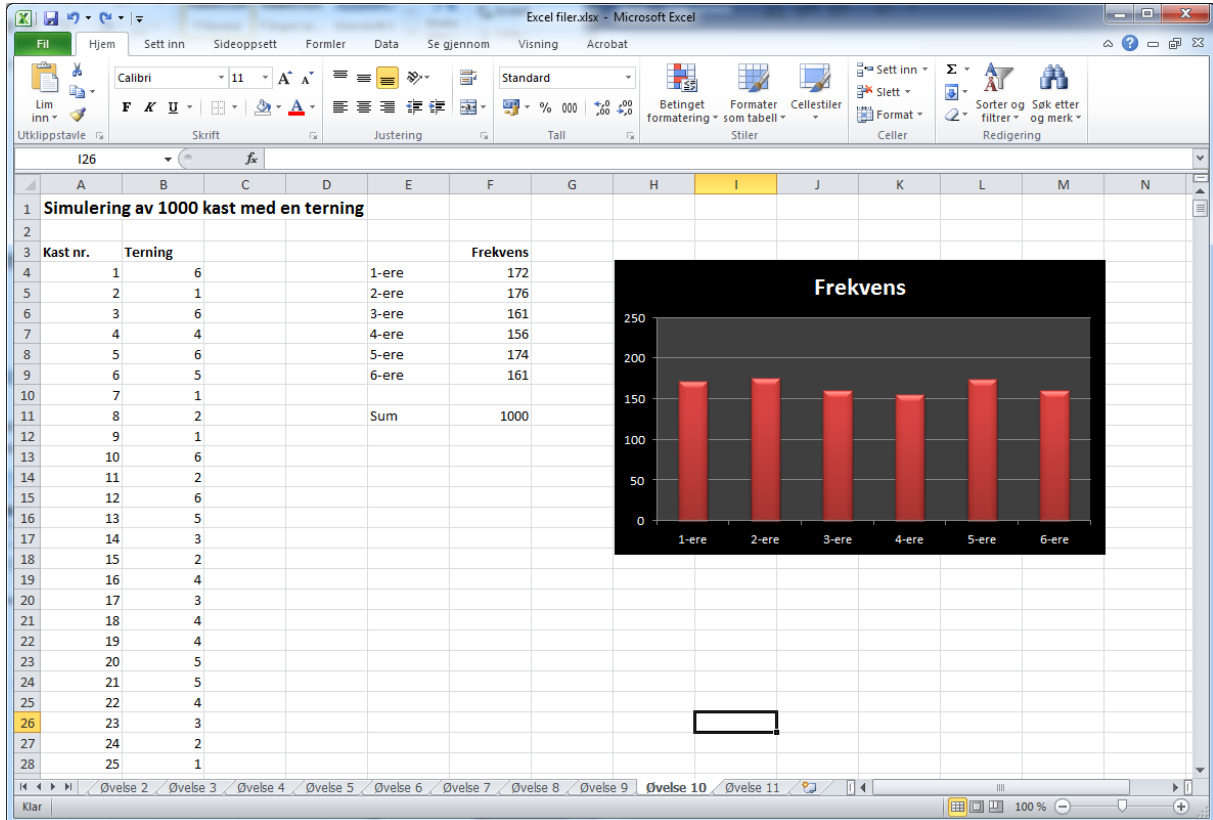 Excel filer.xlsx - Microsoft Excel
Fil Hjem Sett inn Sideoppsett Formler Data Se gjennom Visning Acrobat
Lim inn
Calibri 11
Standard
F K U
% 000
Betinget formatering
Formater som tabell
Cellestiler
Sett inn
Slett
Format
Sorter og filtrer
Søk etter og merk
Utklippstavle Skrift Justering Tall Stiler Celler Redigering
I26 fx
A B C D E F G H I J K L M N
1 Simulering av 1000 kast med en terning
2
3 Kast nr. Terning Frekvens
4 1 6 1-ere 172
5 2 1 2-ere 176
6 3 6 3-ere 161
7 4 4 4-ere 156
8 5 6 5-ere 174
9 6 5 6-ere 161
10 7 1
11 8 2 Sum 1000
12 9 1
13 10 6
14 11 2
15 12 6
16 13 5
17 14 3
18 15 2
19 16 4
20 17 3
21 18 4
22 19 4
23 20 5
24 21 5
25 22 4
26 23 3
27 24 2
28 25 1
Frekvens
250
200
150
100
50
0
1-ere 2-ere 3-ere 4-ere 5-ere 6-ere
Øvelse 2 Øvelse 3 Øvelse 4 Øvelse 5 Øvelse 6 Øvelse 7 Øvelse 8 Øvelse 9 Øvelse 10 Øvelse 11
Klar 100 %